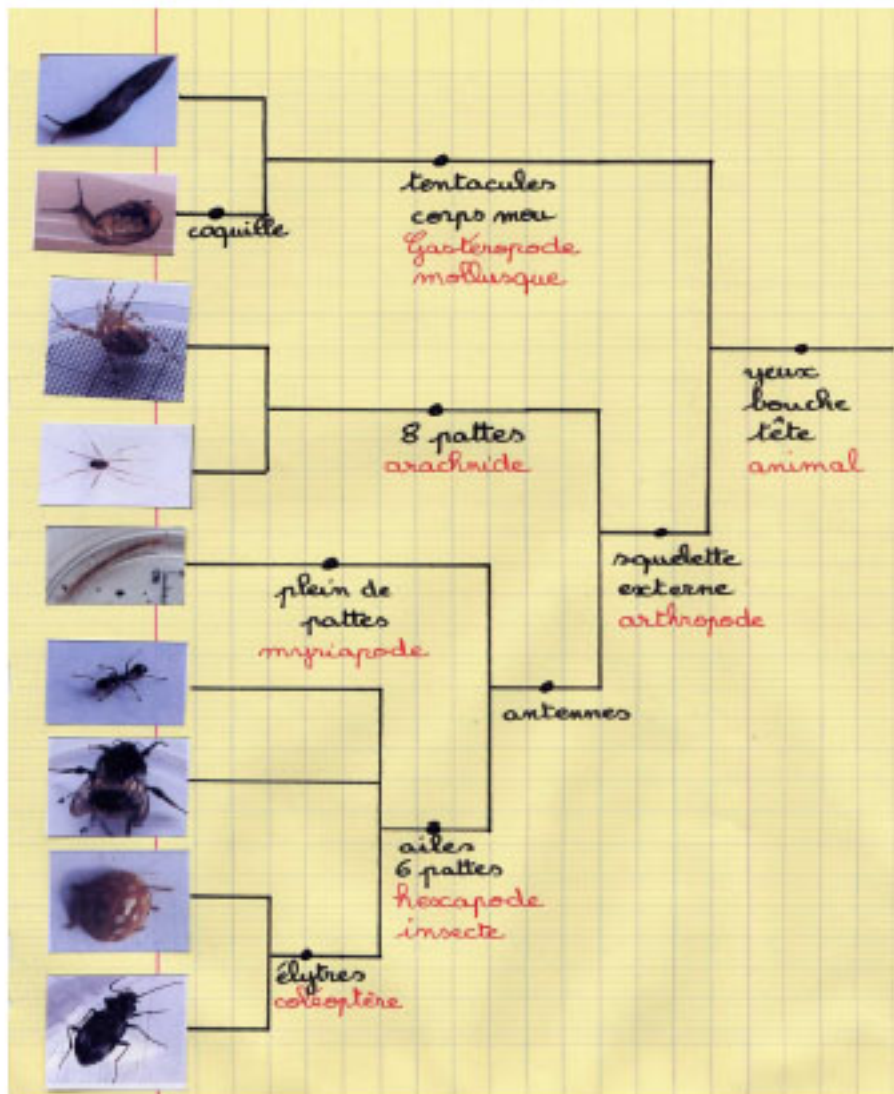 tentacules
corps mou
Gastéropode
mollusque
coquille
yeux
bouche
tête
animal
8 pattes
arachnide
squelette
externe
arthropode
plein de
pattes
myriapode
antennes
ailes
6 pattes
hexapode
insecte
élytres
coléoptère